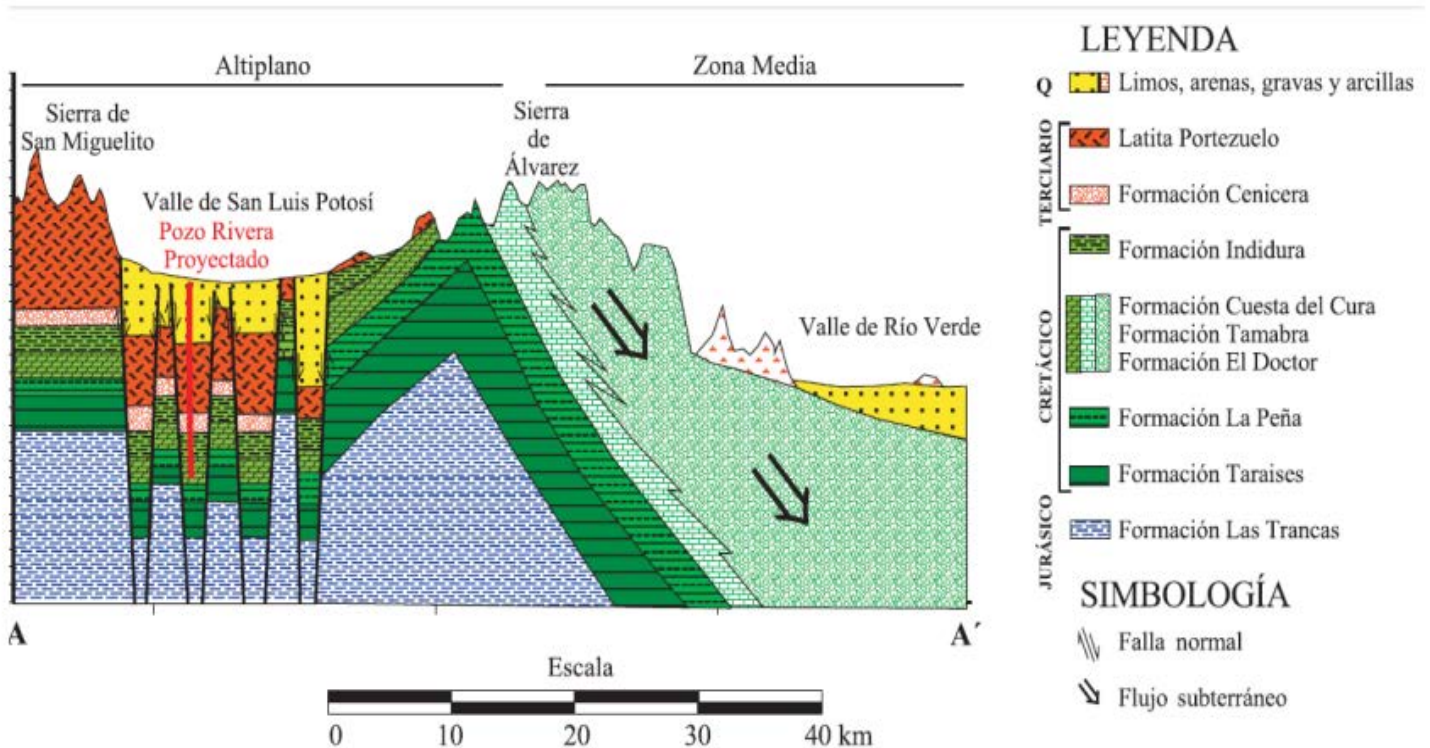 Altiplano
Zona Media
Sierra de
San Miguelito
Sierra
de
Álvarez
Valle de San Luis Potosí
Pozo Rivera
Proyectado
Valle de Río Verde
A
A´
Escala
0 10 20 30 40 km
LEYENDA
Q
Limos, arenas, gravas y arcillas
TERCIARIO
Latita Portezuelo
Formación Cenicera
CRETÁCICO
Formación Indidura
Formación Cuesta del Cura
Formación Tamabra
Formación El Doctor
Formación La Peña
Formación Taraises
JURÁSICO
Formación Las Trancas
SIMBOLOGÍA
Falla normal
Flujo subterráneo